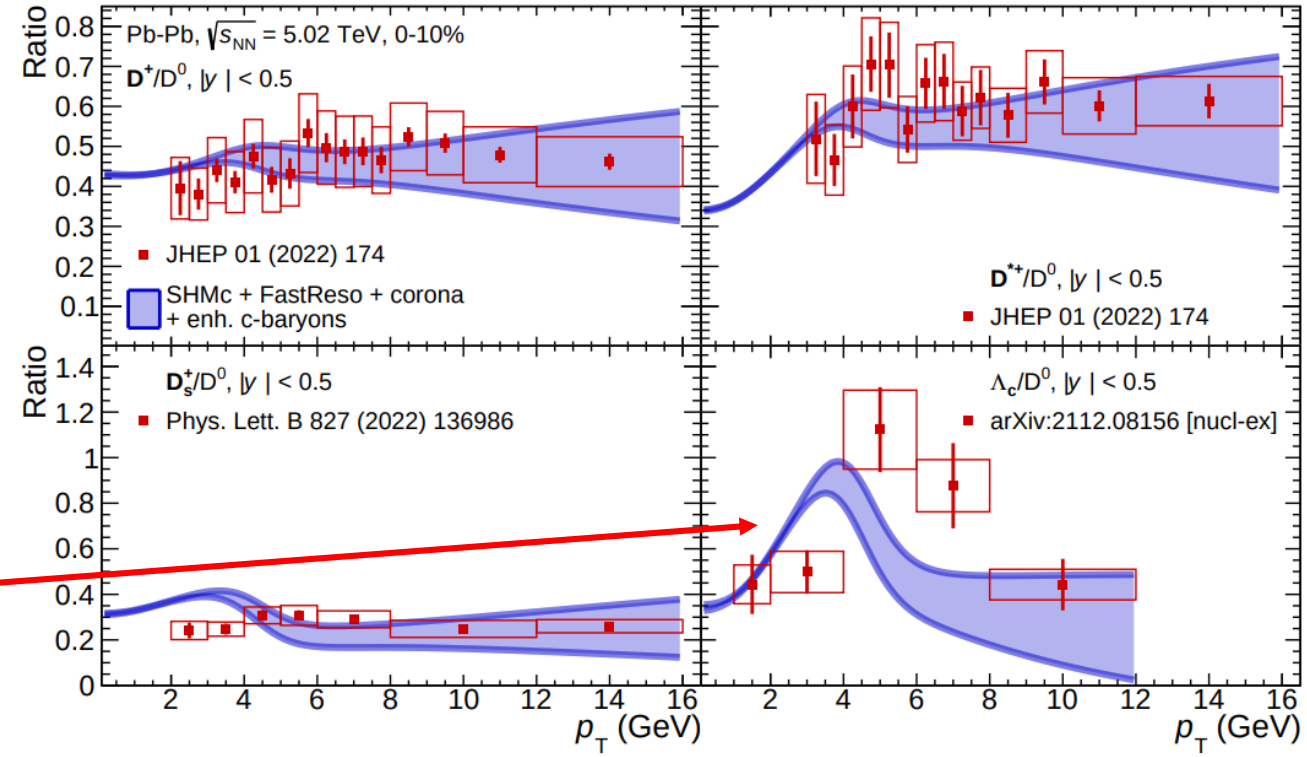 Ratio
0.8
0.7
0.6
0.5
0.4
0.3
0.2
0.1
Pb-Pb, √sNN = 5.02 TeV, 0-10%
D⁺/D⁰, |y | < 0.5
JHEP 01 (2022) 174
SHMc + FastReso + corona
+ enh. c-baryons
D*⁺/D⁰, |y | < 0.5
JHEP 01 (2022) 174
Ratio
1.4
1.2
1
0.8
0.6
0.4
0.2
0
Dₛ⁺/D⁰, |y | < 0.5
Phys. Lett. B 827 (2022) 136986
Λc/D⁰, |y | < 0.5
arXiv:2112.08156 [nucl-ex]
2 4 6 8 10 12 14 16
pT (GeV)
2 4 6 8 10 12 14 16
pT (GeV)